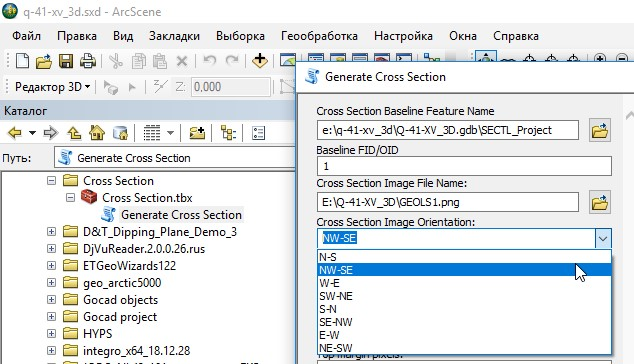 q-41-xv_3d.sxd - ArcScene
Файл Правка Вид Закладки Выборка Геообработка Настройка Окна Справка
Редактор 3D
0,000
Каталог
Путь: Generate Cross Section
Cross Section
Cross Section.tbx
Generate Cross Section
D&T_Dipping_Plane_Demo_3
DjVuReader.2.0.0.26.rus
ETGeoWizards122
geo_arctic5000
Gocad objects
Gocad project
HYPS
integro_x64_18.12.28
Generate Cross Section
Cross Section Baseline Feature Name
e:\q-41-xv_3d\Q-41-XV_3D.gdb\SECTL_Project
Baseline FID/OID
1
Cross Section Image File Name:
E:\Q-41-XV_3D\GEOLS1.png
Cross Section Image Orientation:
NW-SE
N-S
NW-SE
W-E
SW-NE
S-N
SE-NW
E-W
NE-SW